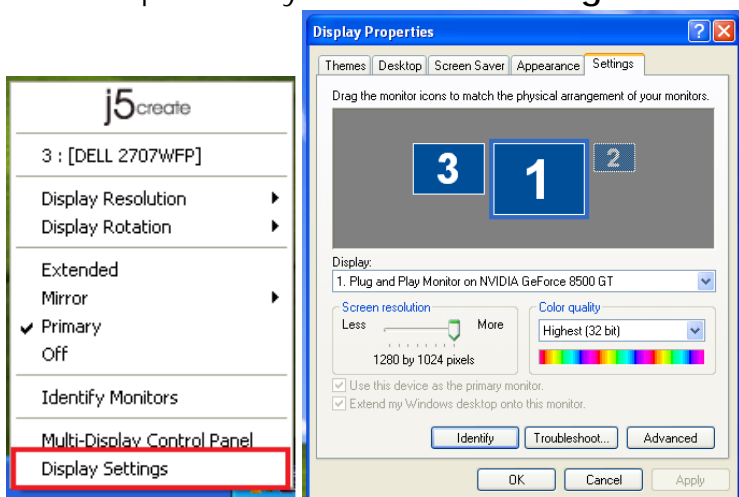 j5create
3 : [DELL 2707WFP]
Display Resolution
Display Rotation
Extended
Mirror
Primary
Off
Identify Monitors
Multi-Display Control Panel
Display Settings
Display Properties
Themes Desktop Screen Saver Appearance Settings
Drag the monitor icons to match the physical arrangement of your monitors.
3 1 2
Display:
1. Plug and Play Monitor on NVIDIA GeForce 8500 GT
Screen resolution
Less More
1280 by 1024 pixels
Color quality
Highest (32 bit)
Use this device as the primary monitor.
Extend my Windows desktop onto this monitor.
Identify Troubleshoot... Advanced
OK Cancel Apply